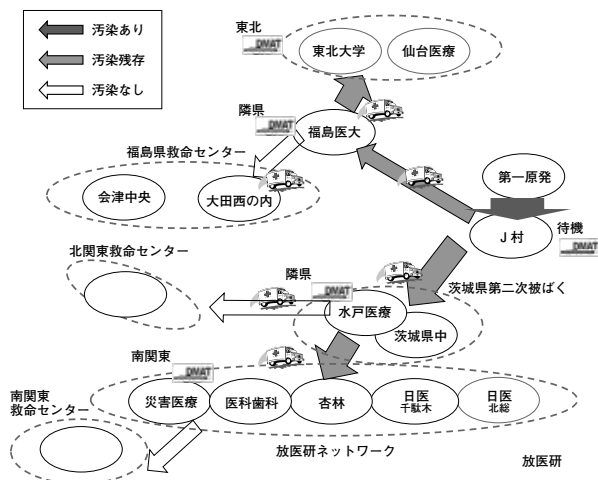 汚染あり
汚染残存
汚染なし
東北
DMAT
東北大学
仙台医療
隣県
DMAT
福島医大
福島県救命センター
会津中央
大田西の内
第一原発
J村
待機
DMAT
北関東救命センター
隣県
DMAT
茨城県第二次被ばく
水戸医療
茨城県中
南関東
DMAT
南関東
救命センター
災害医療
医科歯科
杏林
日医
千駄木
日医
北総
放医研ネットワーク
放医研